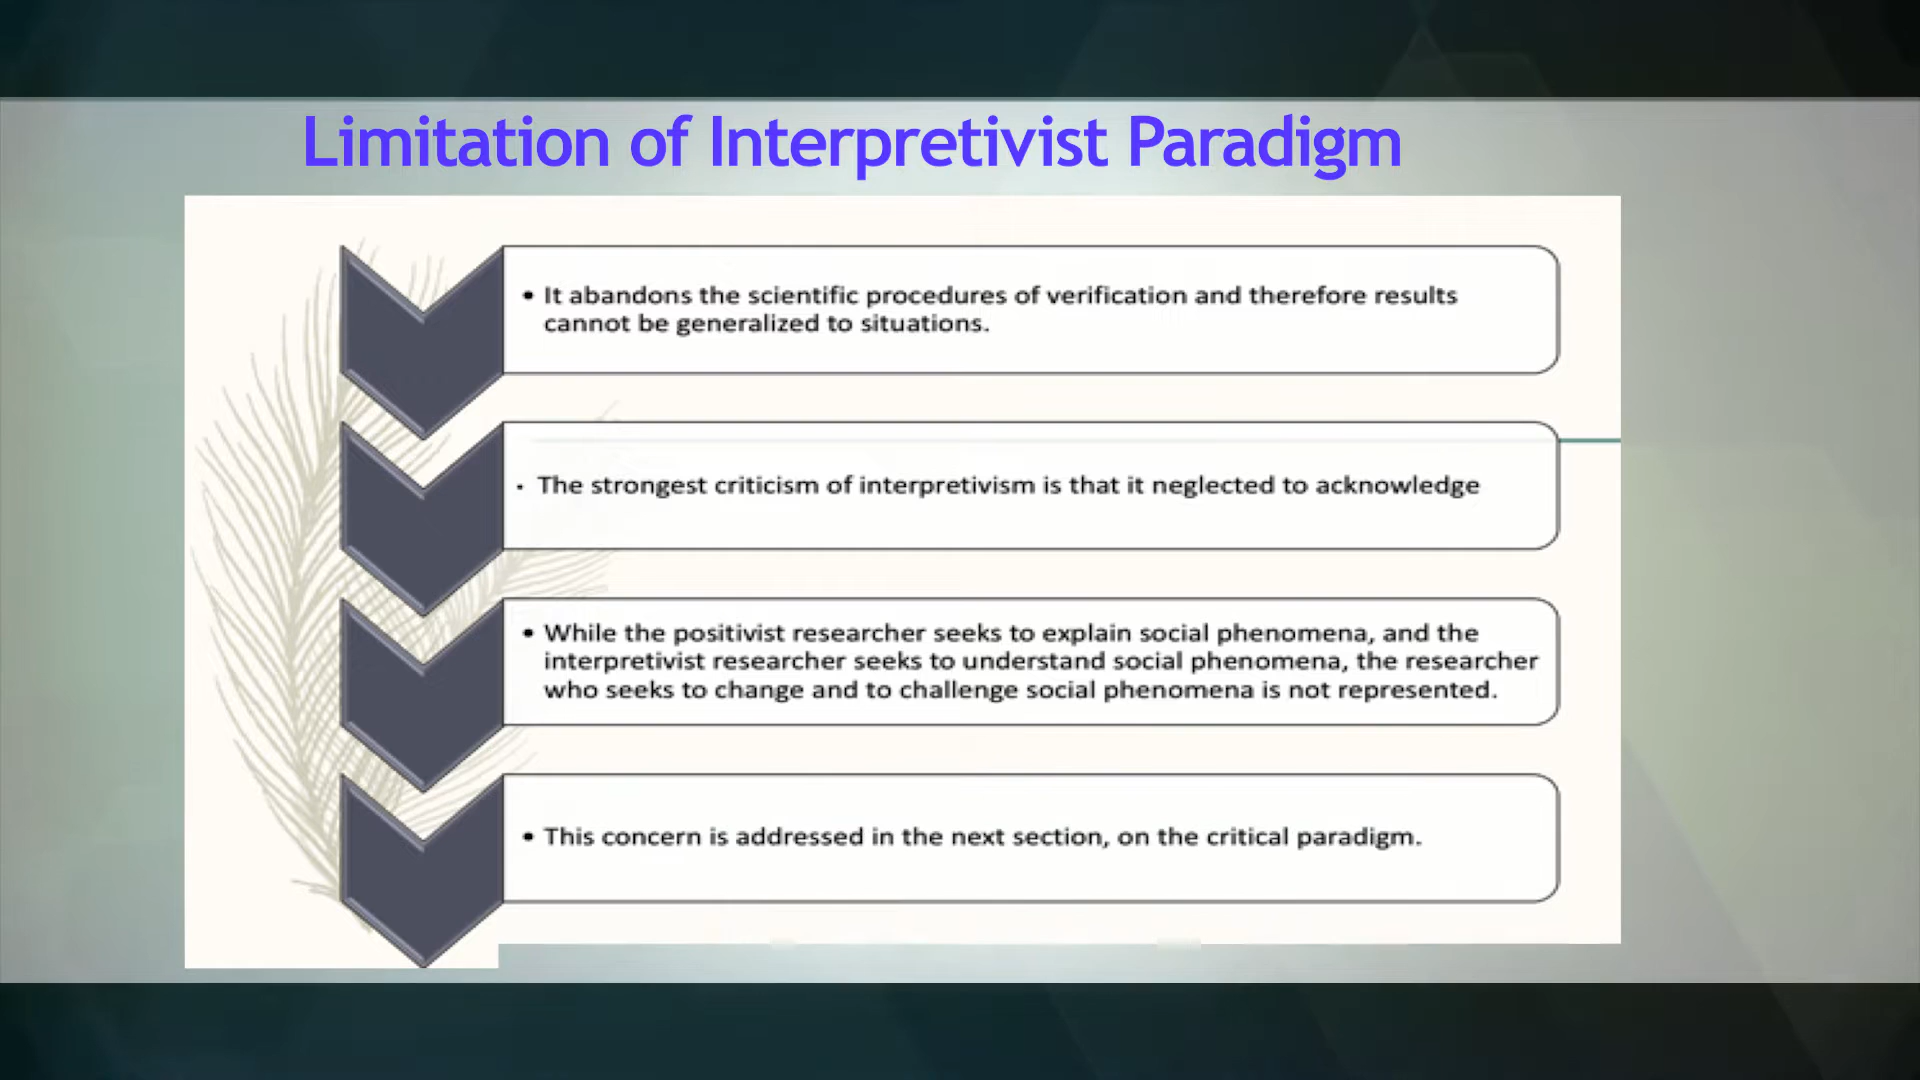 Limitation of Interpretivist Paradigm
• It abandons the scientific procedures of verification and therefore results
cannot be generalized to situations.
• The strongest criticism of interpretivism is that it neglected to acknowledge
• While the positivist researcher seeks to explain social phenomena, and the
interpretivist researcher seeks to understand social phenomena, the researcher
who seeks to change and to challenge social phenomena is not represented.
• This concern is addressed in the next section, on the critical paradigm.